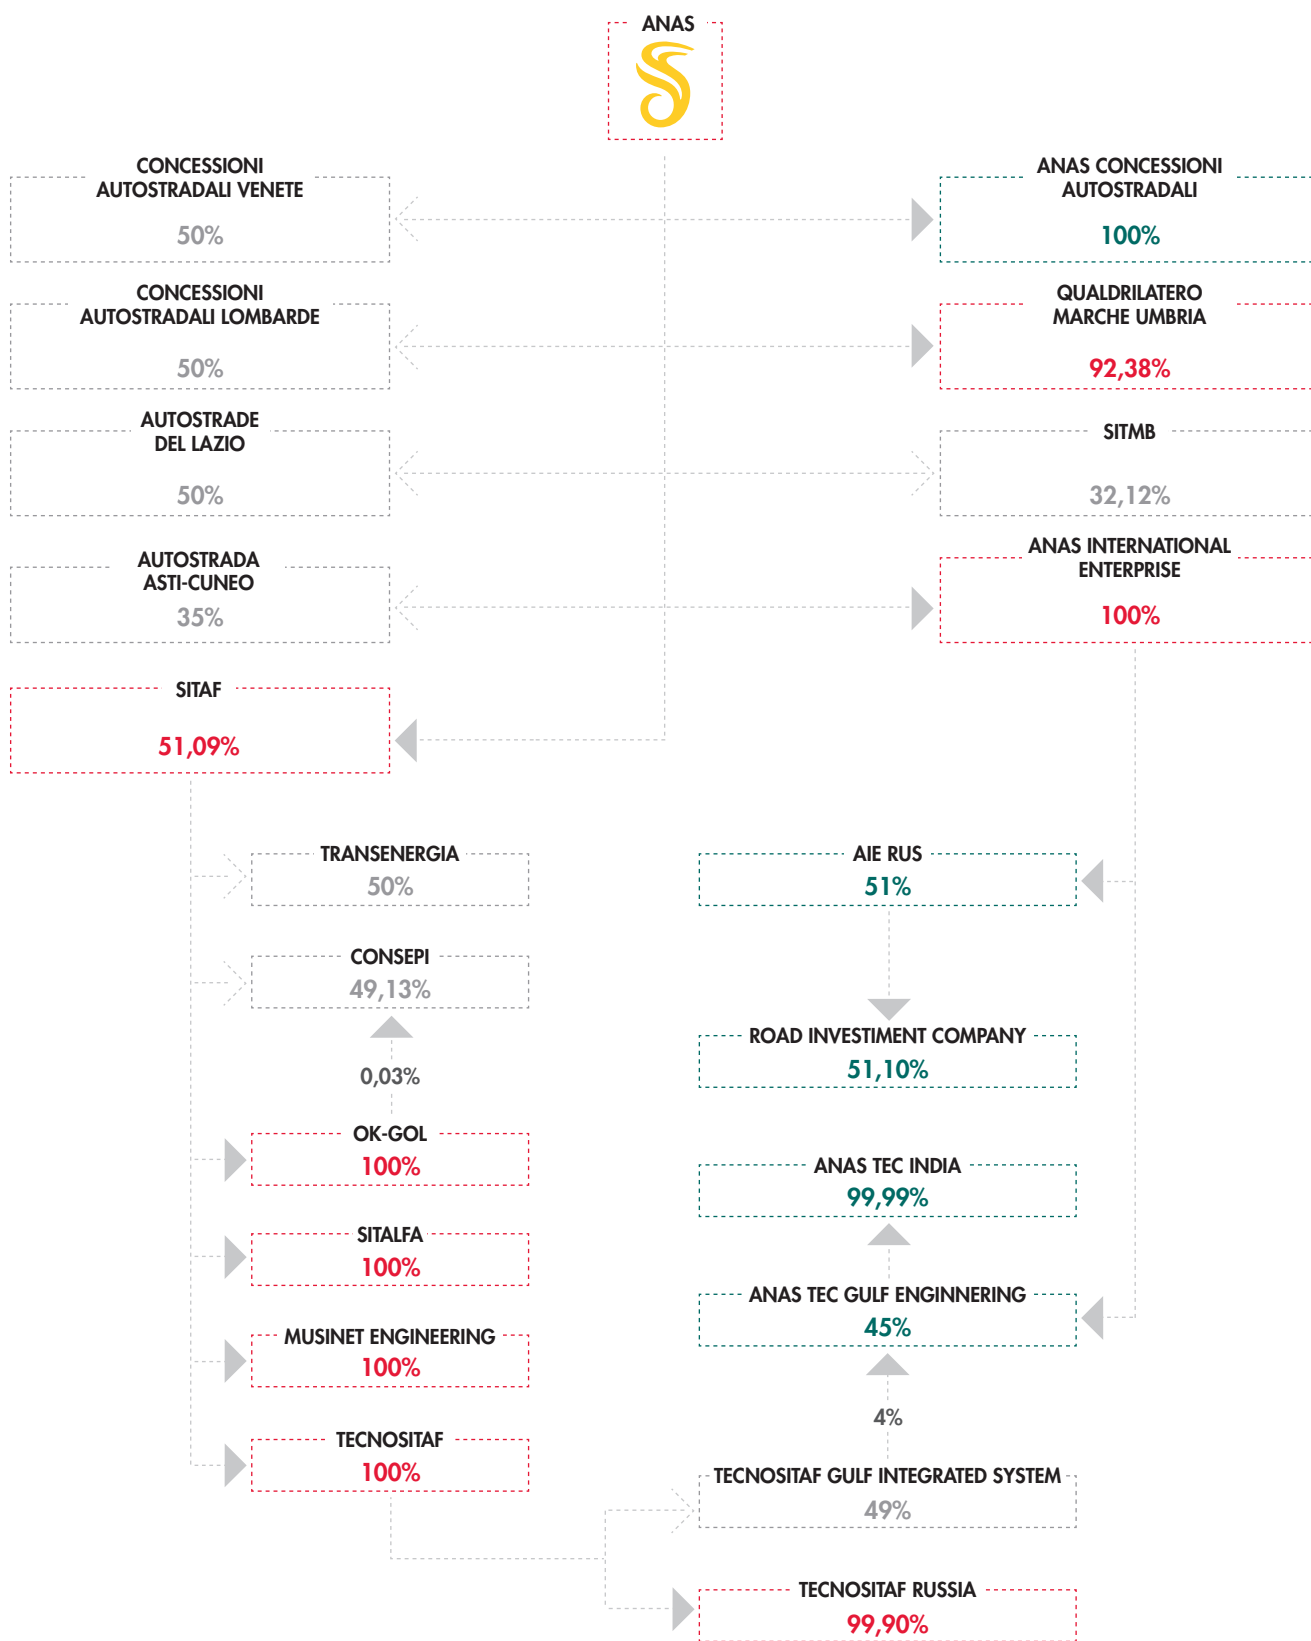 ANAS
CONCESSIONI
AUTOSTRADALI VENETE
50%
ANAS CONCESSIONI
AUTOSTRADALI
100%
CONCESSIONI
AUTOSTRADALI LOMBARDE
50%
QUALDRILATERO
MARCHE UMBRIA
92,38%
AUTOSTRADE
DEL LAZIO
50%
SITMB
32,12%
AUTOSTRADA
ASTI-CUNEO
35%
ANAS INTERNATIONAL
ENTERPRISE
100%
SITAF
51,09%
TRANSENERGIA
50%
AIE RUS
51%
CONSEPI
49,13%
ROAD INVESTIMENT COMPANY
51,10%
0,03%
OK-GOL
100%
ANAS TEC INDIA
99,99%
SITALFA
100%
ANAS TEC GULF ENGINNERING
45%
MUSINET ENGINEERING
100%
4%
TECNOSITAF
100%
TECNOSITAF GULF INTEGRATED SYSTEM
49%
TECNOSITAF RUSSIA
99,90%